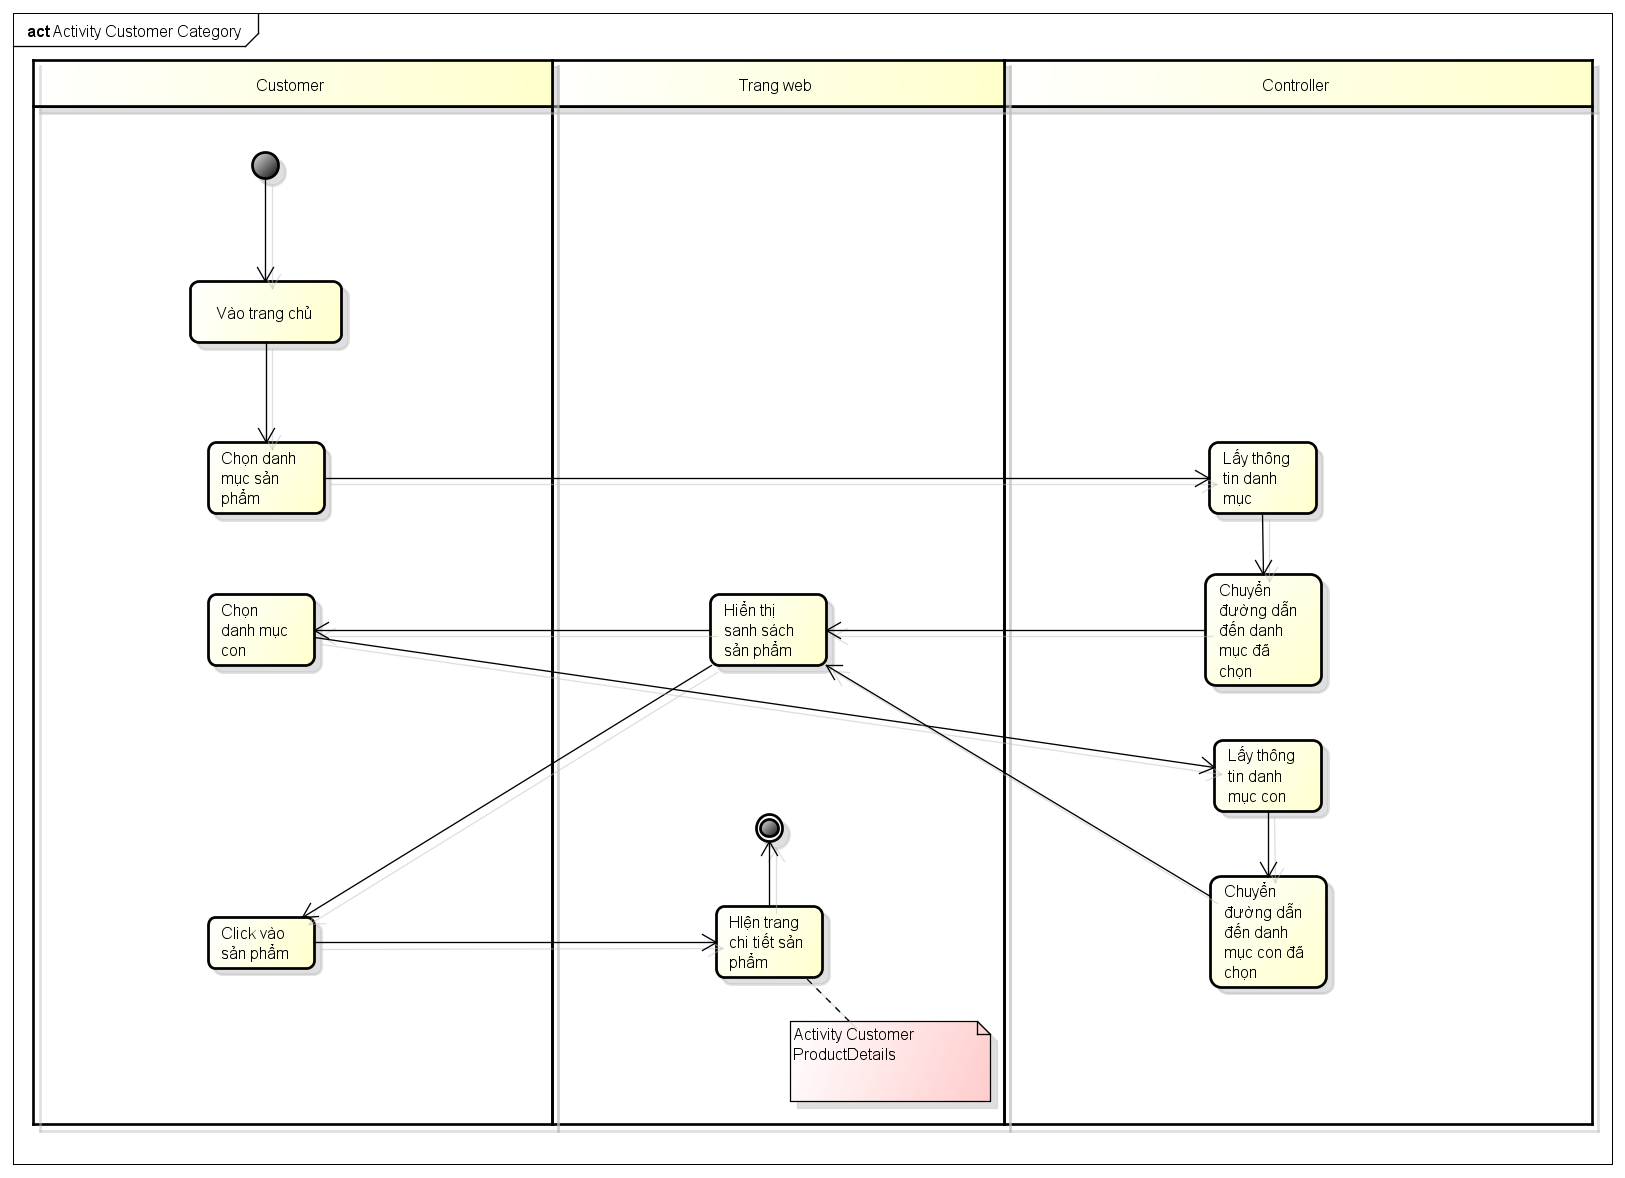 act Activity Customer Category
Customer
Trang web
Controller
Vào trang chủ
Chọn danh
mục sản
phẩm
Lấy thông
tin danh
mục
Chọn
danh mục
con
Hiển thị
sanh sách
sản phẩm
Chuyển
đường dẫn
đến danh
mục đã
chọn
Lấy thông
tin danh
mục con
Click vào
sản phẩm
HIện trang
chi tiết sản
phẩm
Chuyển
đường dẫn
đến danh
mục con đã
chọn
Activity Customer
ProductDetails